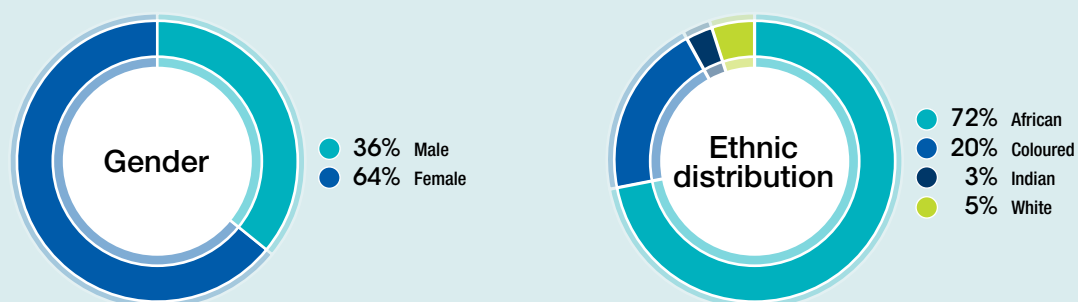 Gender
36% Male
64% Female
Ethnic
distribution
72% African
20% Coloured
3% Indian
5% White